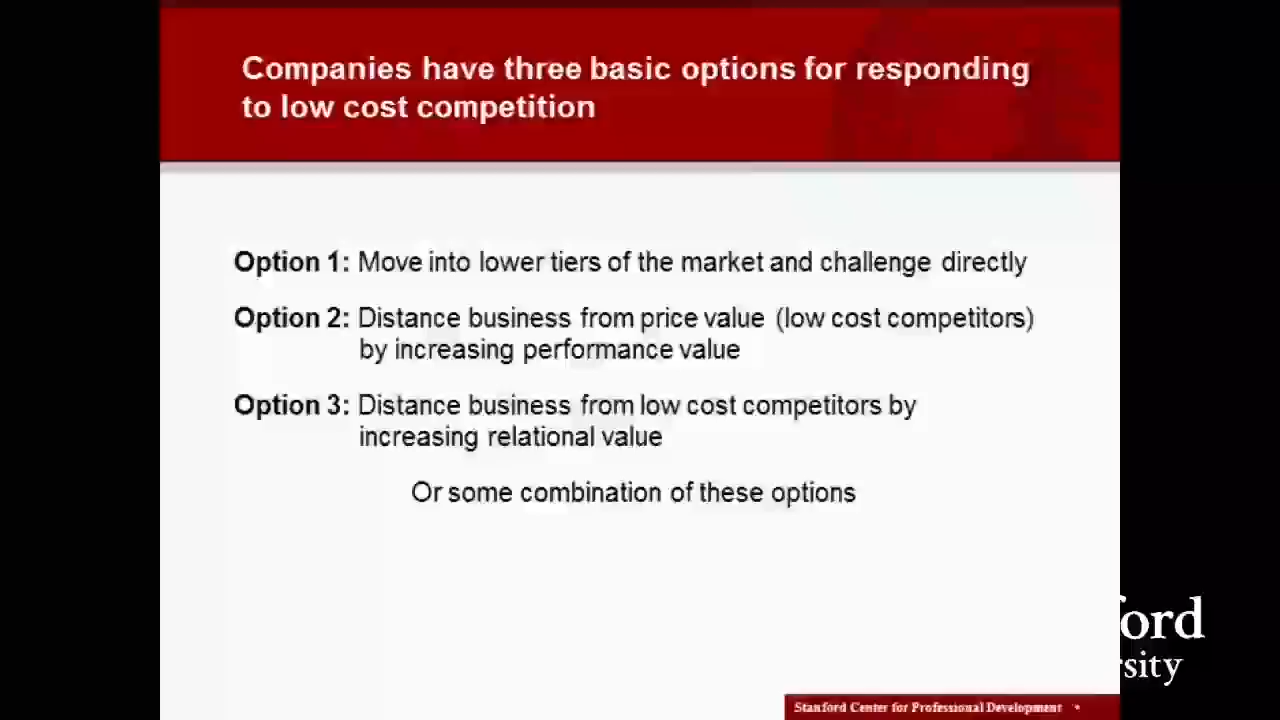 Companies have three basic options for responding
to low cost competition
Option 1: Move into lower tiers of the market and challenge directly
Option 2: Distance business from price value (low cost competitors)
by increasing performance value
Option 3: Distance business from low cost competitors by
increasing relational value
Or some combination of these options
ford
rsity
Stanford Center for Professional Development